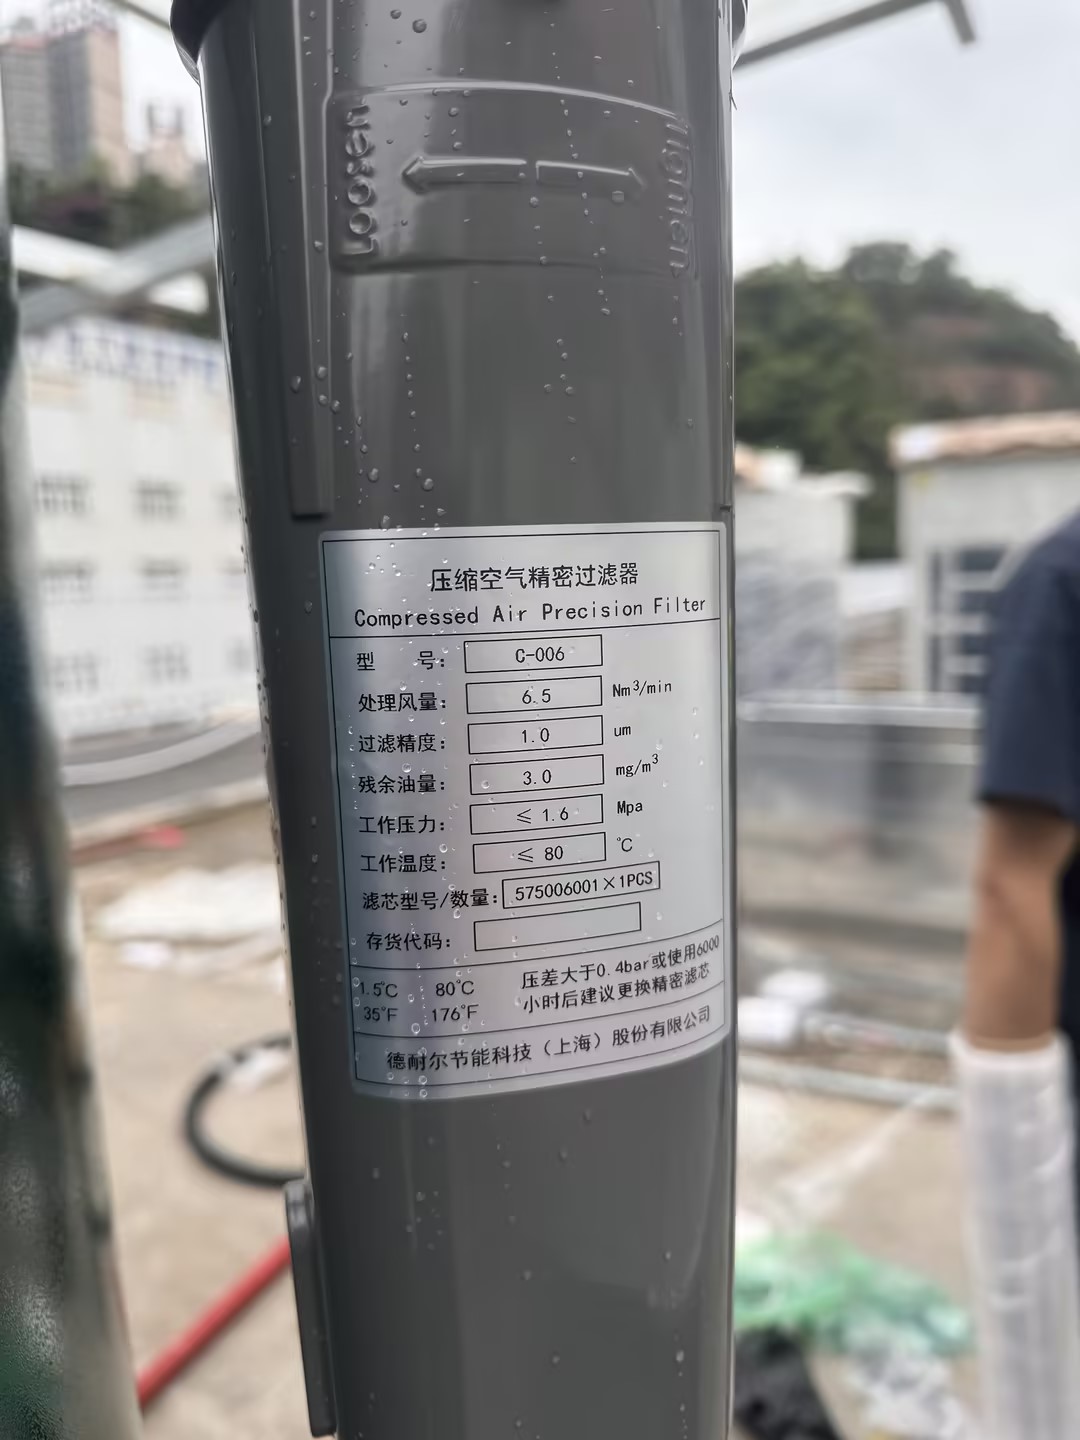 Loosen
压缩空气精密过滤器
Compressed Air Precision Filter
型 号: C-006
处理风量: 6.5 Nm³/min
过滤精度: 1.0 um
残余油量: 3.0 mg/m³
工作压力: ≤ 1.6 Mpa
工作温度: ≤ 80 ℃
滤芯型号/数量: 575006001×1PCS
存货代码:
1.5℃ 80℃ 压差大于0.4bar或使用6000
35℉ 176℉ 小时后建议更换精密滤芯
德耐尔节能科技（上海）股份有限公司